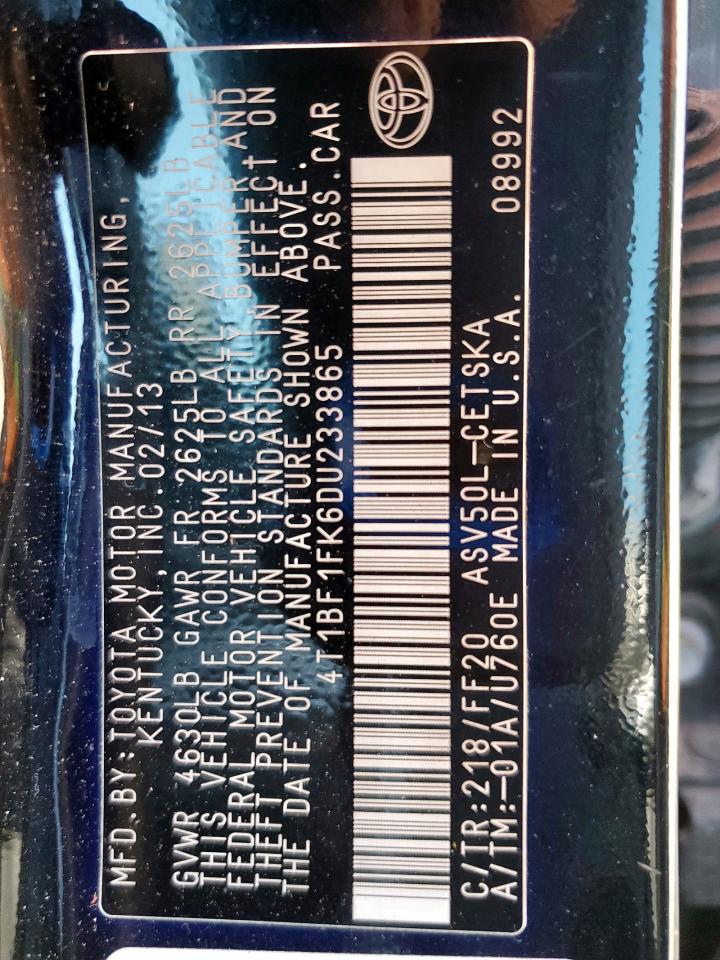 MFD.BY:TOYOTA MOTOR MANUFACTURING,
KENTUCKY,INC.02/13
GVWR 4630LB GAWR FR 2625LB RR 2625LB
THIS VEHICLE CONFORMS TO ALL APPLICABLE
FEDERAL MOTOR VEHICLE SAFETY,BUMPER,AND
THEFT PREVENTION STANDARDS IN EFFECT ON
THE DATE OF MANUFACTURE SHOWN ABOVE.
4T1BF1FK6DU233865 PASS.CAR
C/TR:218/FF20 ASV50L-CETSKA
A/TM:-01A/U760E MADE IN U.S.A. 08992